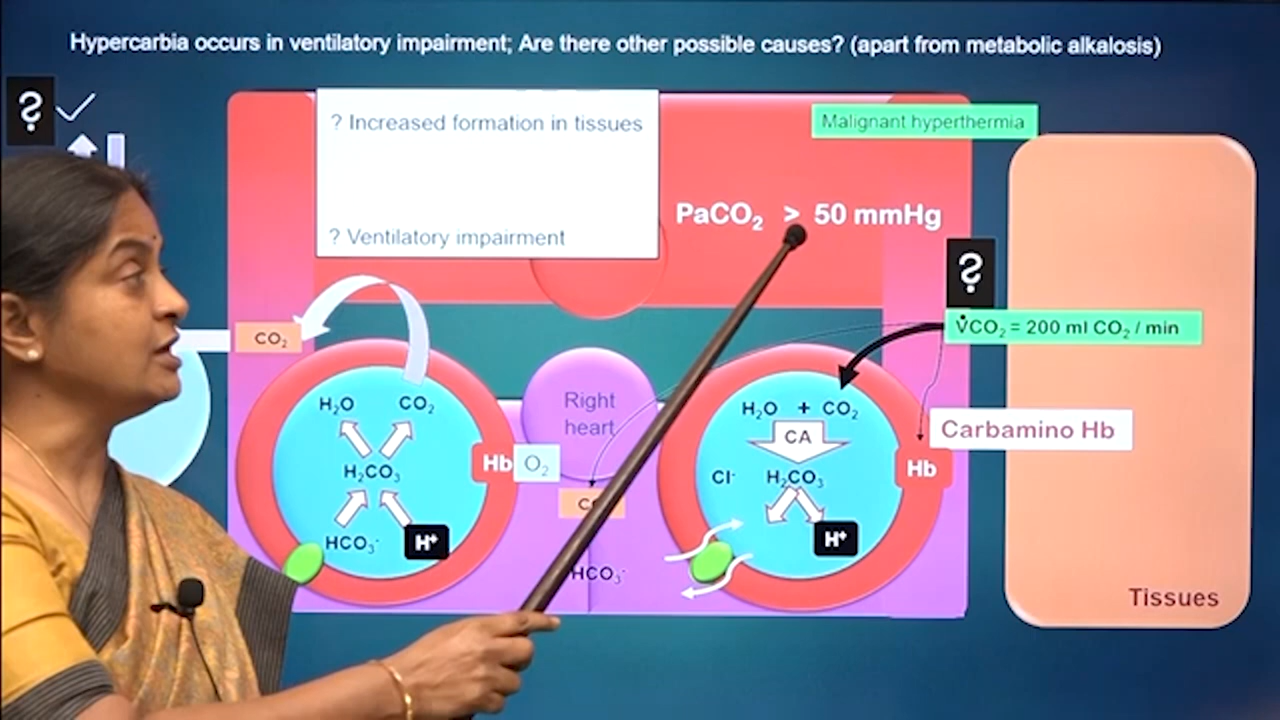 Hypercarbia occurs in ventilatory impairment; Are there other possible causes? (apart from metabolic alkalosis)
?
? Increased formation in tissues
Malignant hyperthermia
PaCO₂ > 50 mmHg
? Ventilatory impairment
?
V̇CO₂ = 200 ml CO₂ / min
CO₂
Right
heart
H₂O CO₂
H₂O + CO₂
CA
Carbamino Hb
Hb O₂
Hb
H₂CO₃
Cl⁻ H₂CO₃
HCO₃⁻ H⁺
H⁺
HCO₃⁻
Tissues